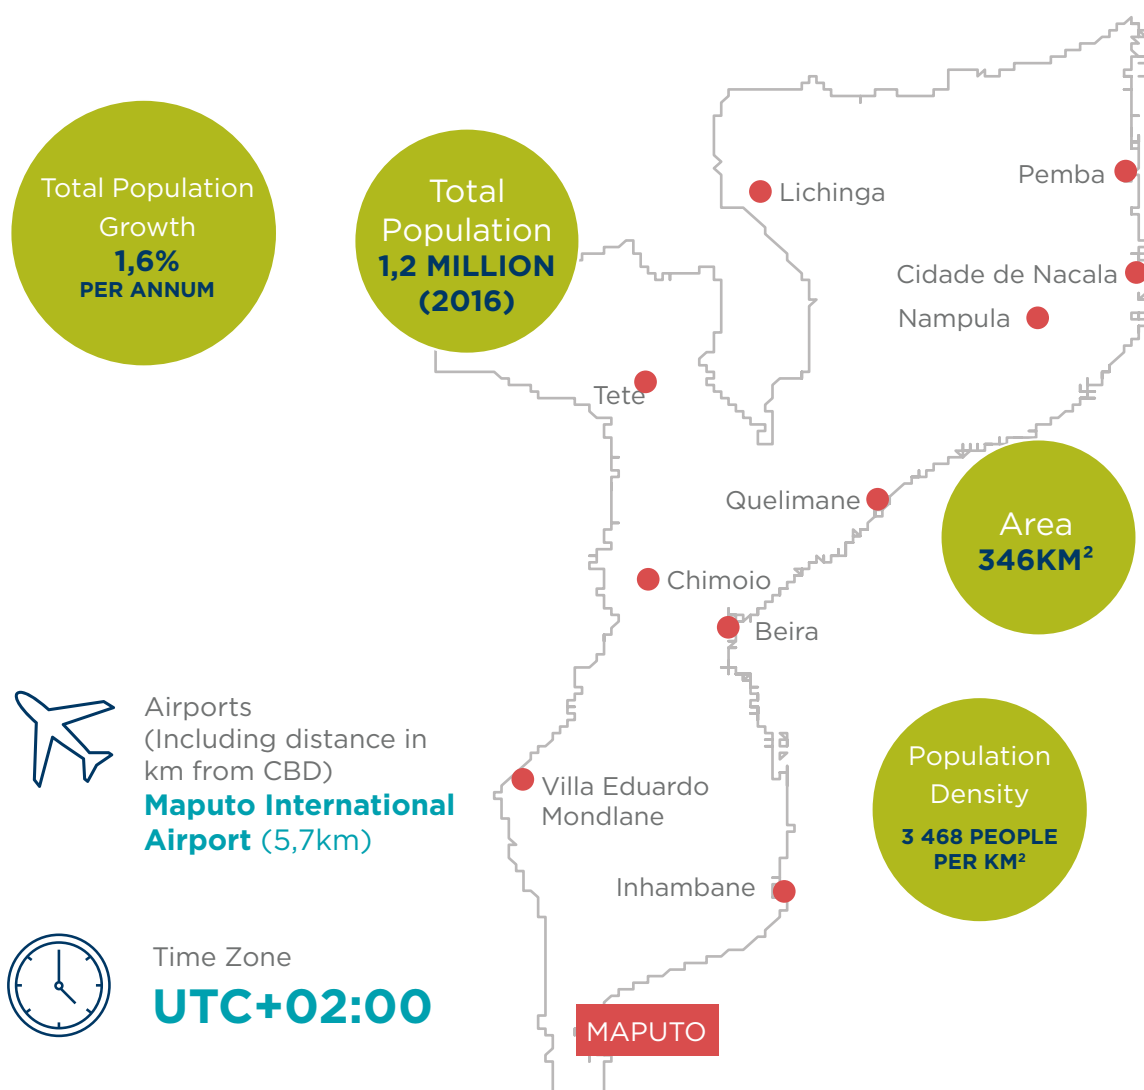 Total Population
Growth
1,6%
PER ANNUM
Total
Population
1,2 MILLION
(2016)
Lichinga
Pemba
Cidade de Nacala
Nampula
Tete
Quelimane
Area
346KM²
Chimoio
Beira
Airports
(Including distance in
km from CBD)
Maputo International
Airport (5,7km)
Villa Eduardo
Mondlane
Population
Density
3 468 PEOPLE
PER KM²
Inhambane
Time Zone
UTC+02:00
MAPUTO